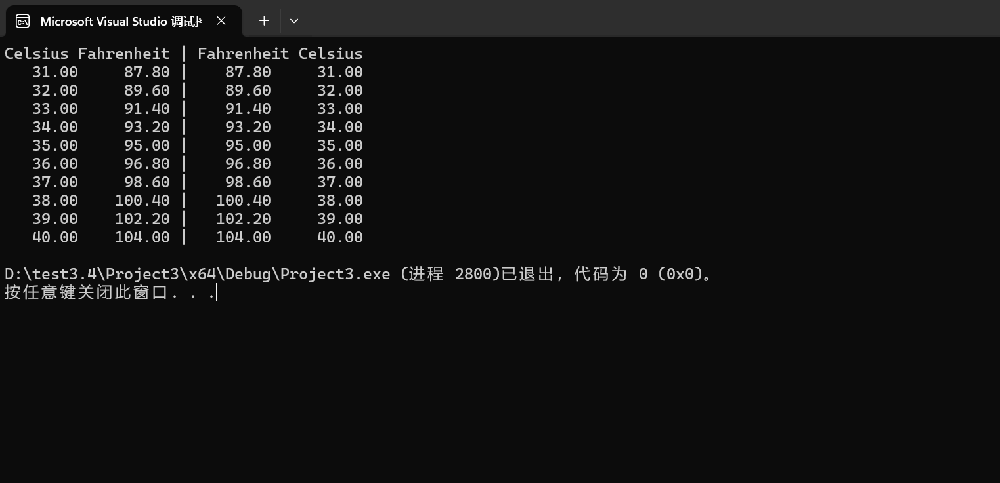 Microsoft Visual Studio 调试
Celsius Fahrenheit | Fahrenheit Celsius
   31.00     87.80 |    87.80     31.00
   32.00     89.60 |    89.60     32.00
   33.00     91.40 |    91.40     33.00
   34.00     93.20 |    93.20     34.00
   35.00     95.00 |    95.00     35.00
   36.00     96.80 |    96.80     36.00
   37.00     98.60 |    98.60     37.00
   38.00    100.40 |   100.40     38.00
   39.00    102.20 |   102.20     39.00
   40.00    104.00 |   104.00     40.00
D:\test3.4\Project3\x64\Debug\Project3.exe (进程 2800)已退出，代码为 0 (0x0)。
按任意键关闭此窗口. . .